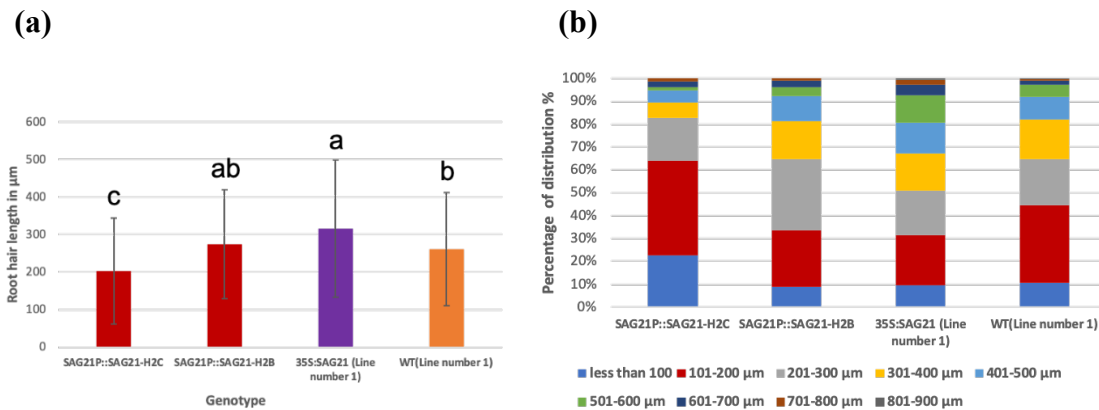 (a)
600
500
400
300
200
100
0
Root hair length in µm
c
ab
a
b
SAG21P::SAG21-H2C
SAG21P::SAG21-H2B
35S:SAG21 (Line
number 1)
WT(Line number 1)
Genotype
(b)
100%
90%
80%
70%
60%
50%
40%
30%
20%
10%
0%
Percentage of distribution %
SAG21P::SAG21-H2C
SAG21P::SAG21-H2B
35S:SAG21 (Line
number 1)
WT(Line number 1)
less than 100
101-200 µm
201-300 µm
301-400 µm
401-500 µm
501-600 µm
601-700 µm
701-800 µm
801-900 µm